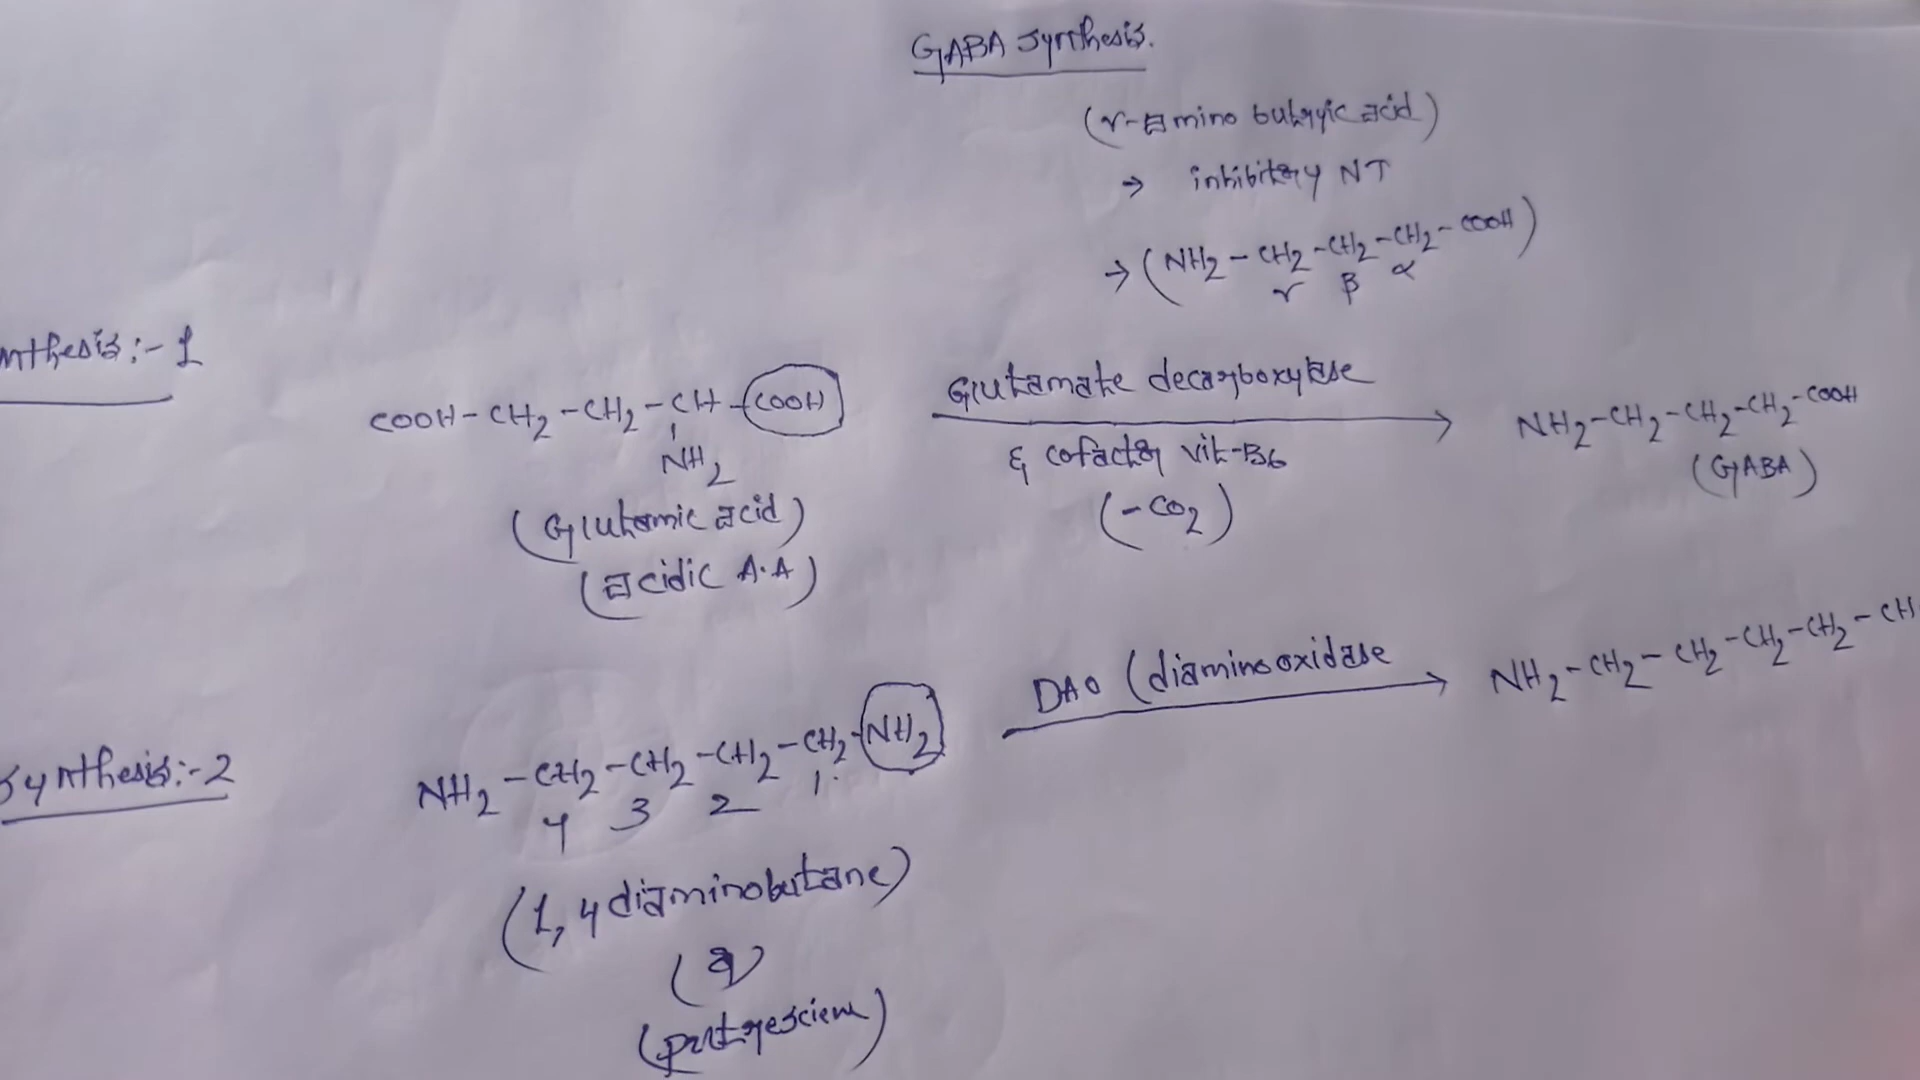 GABA synthesis.
(r-amino butryic acid)
→ inhibitory NT
→ (NH2 - CH2 - CH2 - CH2 - COOH)
r β α
nthesis:- 1
COOH - CH2 - CH2 - CH - COOH
NH2
(Glutamic acid)
(acidic A.A)
Glutamate decarboxylase
& cofactor vit-B6
(-CO2)
NH2-CH2-CH2-CH2-COOH
(GABA)
synthesis:- 2
NH2 - CH2 - CH2 - CH2 - CH2 - NH2
4 3 2 1
(1, 4 diaminobutane)
(or)
DAO (diamino oxidase
NH2 - CH2 - CH2 - CH2 - CH2 - CH